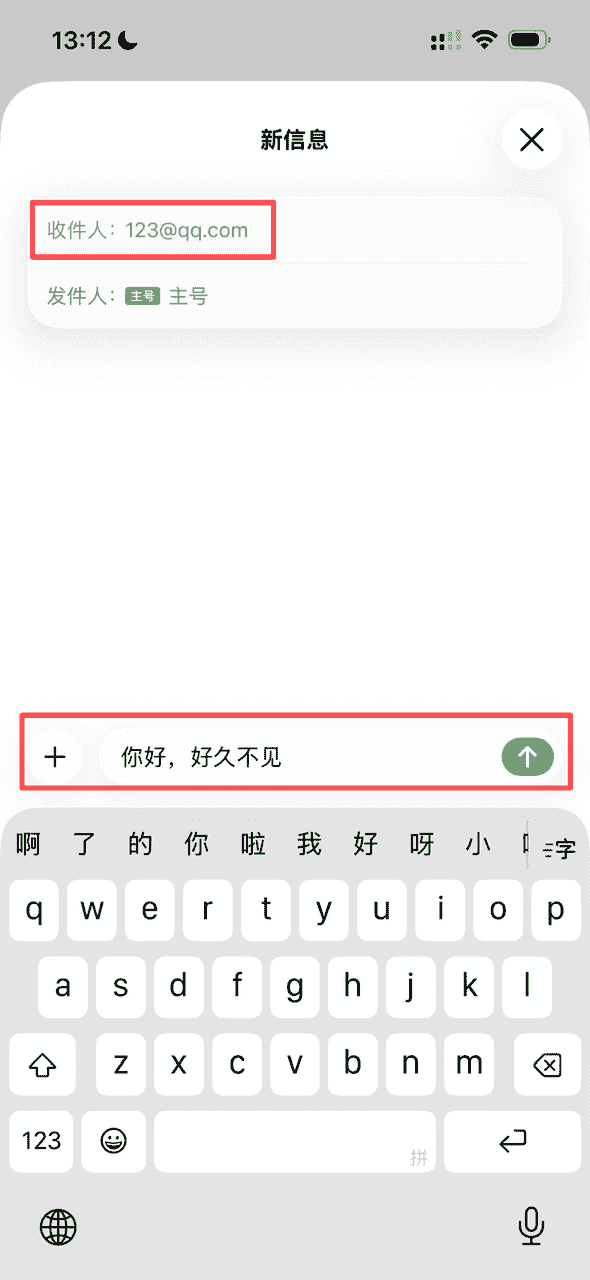 13:12
新信息
收件人：123@qq.com
发件人：主号 主号
你好，好久不见
啊 了 的 你 啦 我 好 呀 小 字
q w e r t y u i o p
a s d f g h j k l
z x c v b n m
123
拼